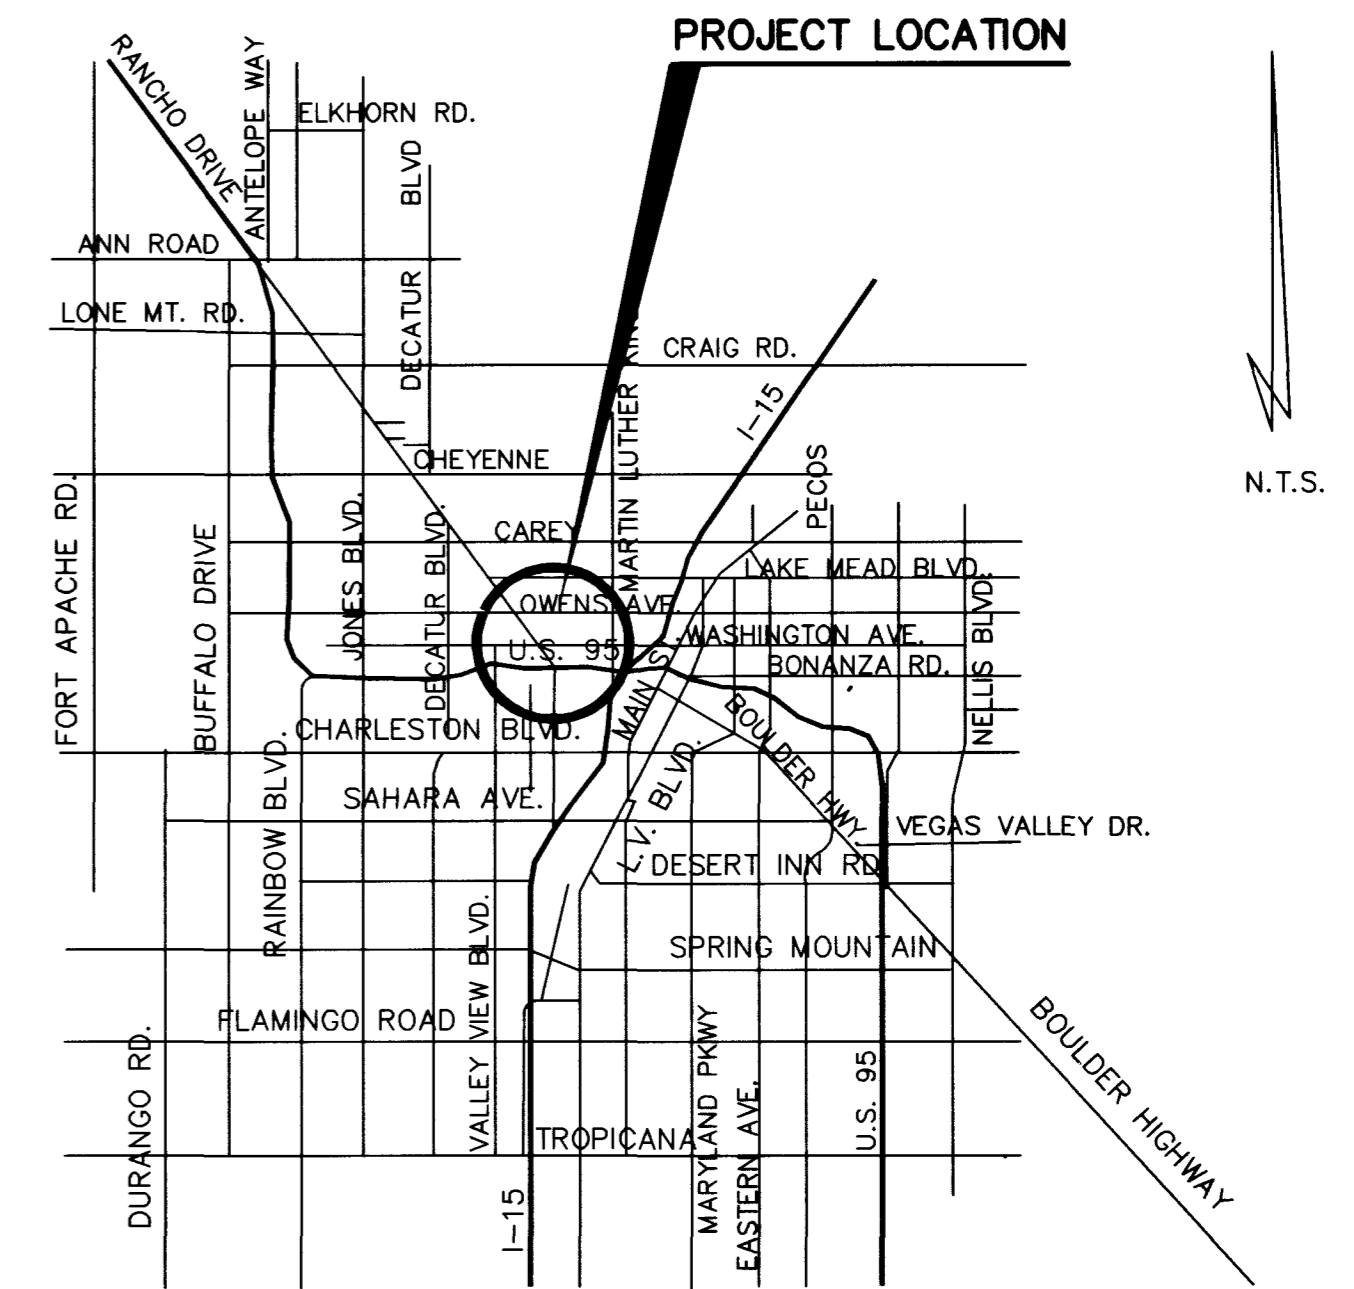 PROJECT LOCATION
RANCHO DRIVE
ANTELOPE WAY
ELKHORN RD.
DECATUR BLVD
ANN ROAD
LONE MT. RD.
CRAIG RD.
MARTIN LUTHER KING
I-15
CHEYENNE
PECOS
N.T.S.
FORT APACHE RD.
BUFFALO DRIVE
JONES BLVD.
DECATUR BLVD.
CAREY
LAKE MEAD BLVD.
OWENS AVE.
WASHINGTON AVE.
U.S. 95
BONANZA RD.
NELLIS BLVD.
MAIN ST.
CHARLESTON BLVD.
BOULDER HWY
RAINBOW BLVD.
SAHARA AVE.
L.V. BLVD.
VEGAS VALLEY DR.
DESERT INN RD
VALLEY VIEW BLVD.
SPRING MOUNTAIN
FLAMINGO ROAD
DURANGO RD.
MARYLAND PKWY
EASTERN AVE.
U.S. 95
BOULDER HIGHWAY
TROPICANA
I-15